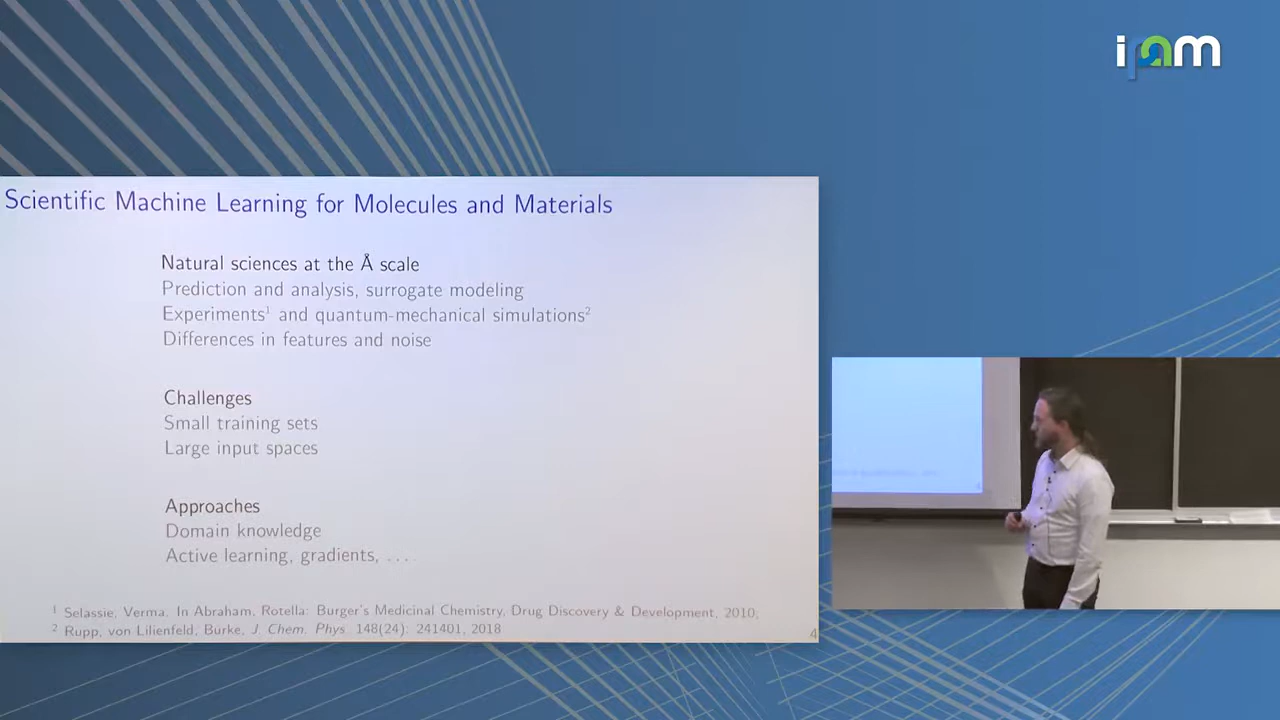 ipam
Scientific Machine Learning for Molecules and Materials
Natural sciences at the Å scale
Prediction and analysis, surrogate modeling
Experiments¹ and quantum-mechanical simulations²
Differences in features and noise
Challenges
Small training sets
Large input spaces
Approaches
Domain knowledge
Active learning, gradients, ....
¹ Selassie, Verma. In Abraham, Rotella: Burger's Medicinal Chemistry, Drug Discovery & Development, 2010;
² Rupp, von Lilienfeld, Burke, J. Chem. Phys. 148(24): 241401, 2018
4